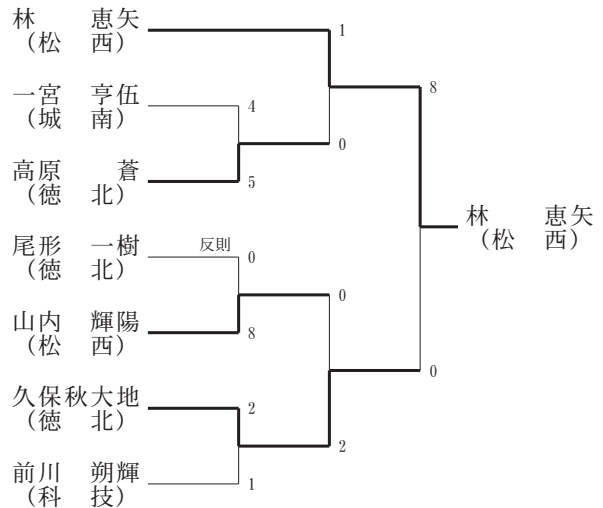 林　　恵矢
（松　西）
一宮　亨伍
（城　南）
高原　　蒼
（徳　北）
尾形　一樹
（徳　北）
山内　輝陽
（松　西）
久保秋大地
（徳　北）
前川　朔輝
（科　技）
反則
1
4
0
5
0
0
8
2
2
1
8
0
林　　恵矢
（松　西）